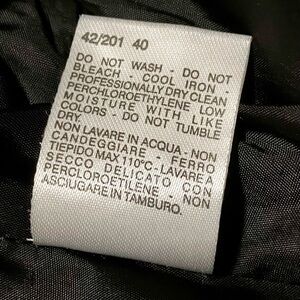 42/201 40
DO NOT WASH - DO NOT
BLEACH - COOL IRON -
PROFESSIONALLY DRY CLEAN
PERCHLOROETHYLENE LOW
MOISTURE WITH LIKE
COLORS - DO NOT TUMBLE
DRY.
NON LAVARE IN ACQUA - NON
CANDEGGIARE - FERRO
TIEPIDO MAX 110°C - LAVARE A
SECCO DELICATO CON
PERCLOROETILENE - NON
ASCIUGARE IN TAMBURO.